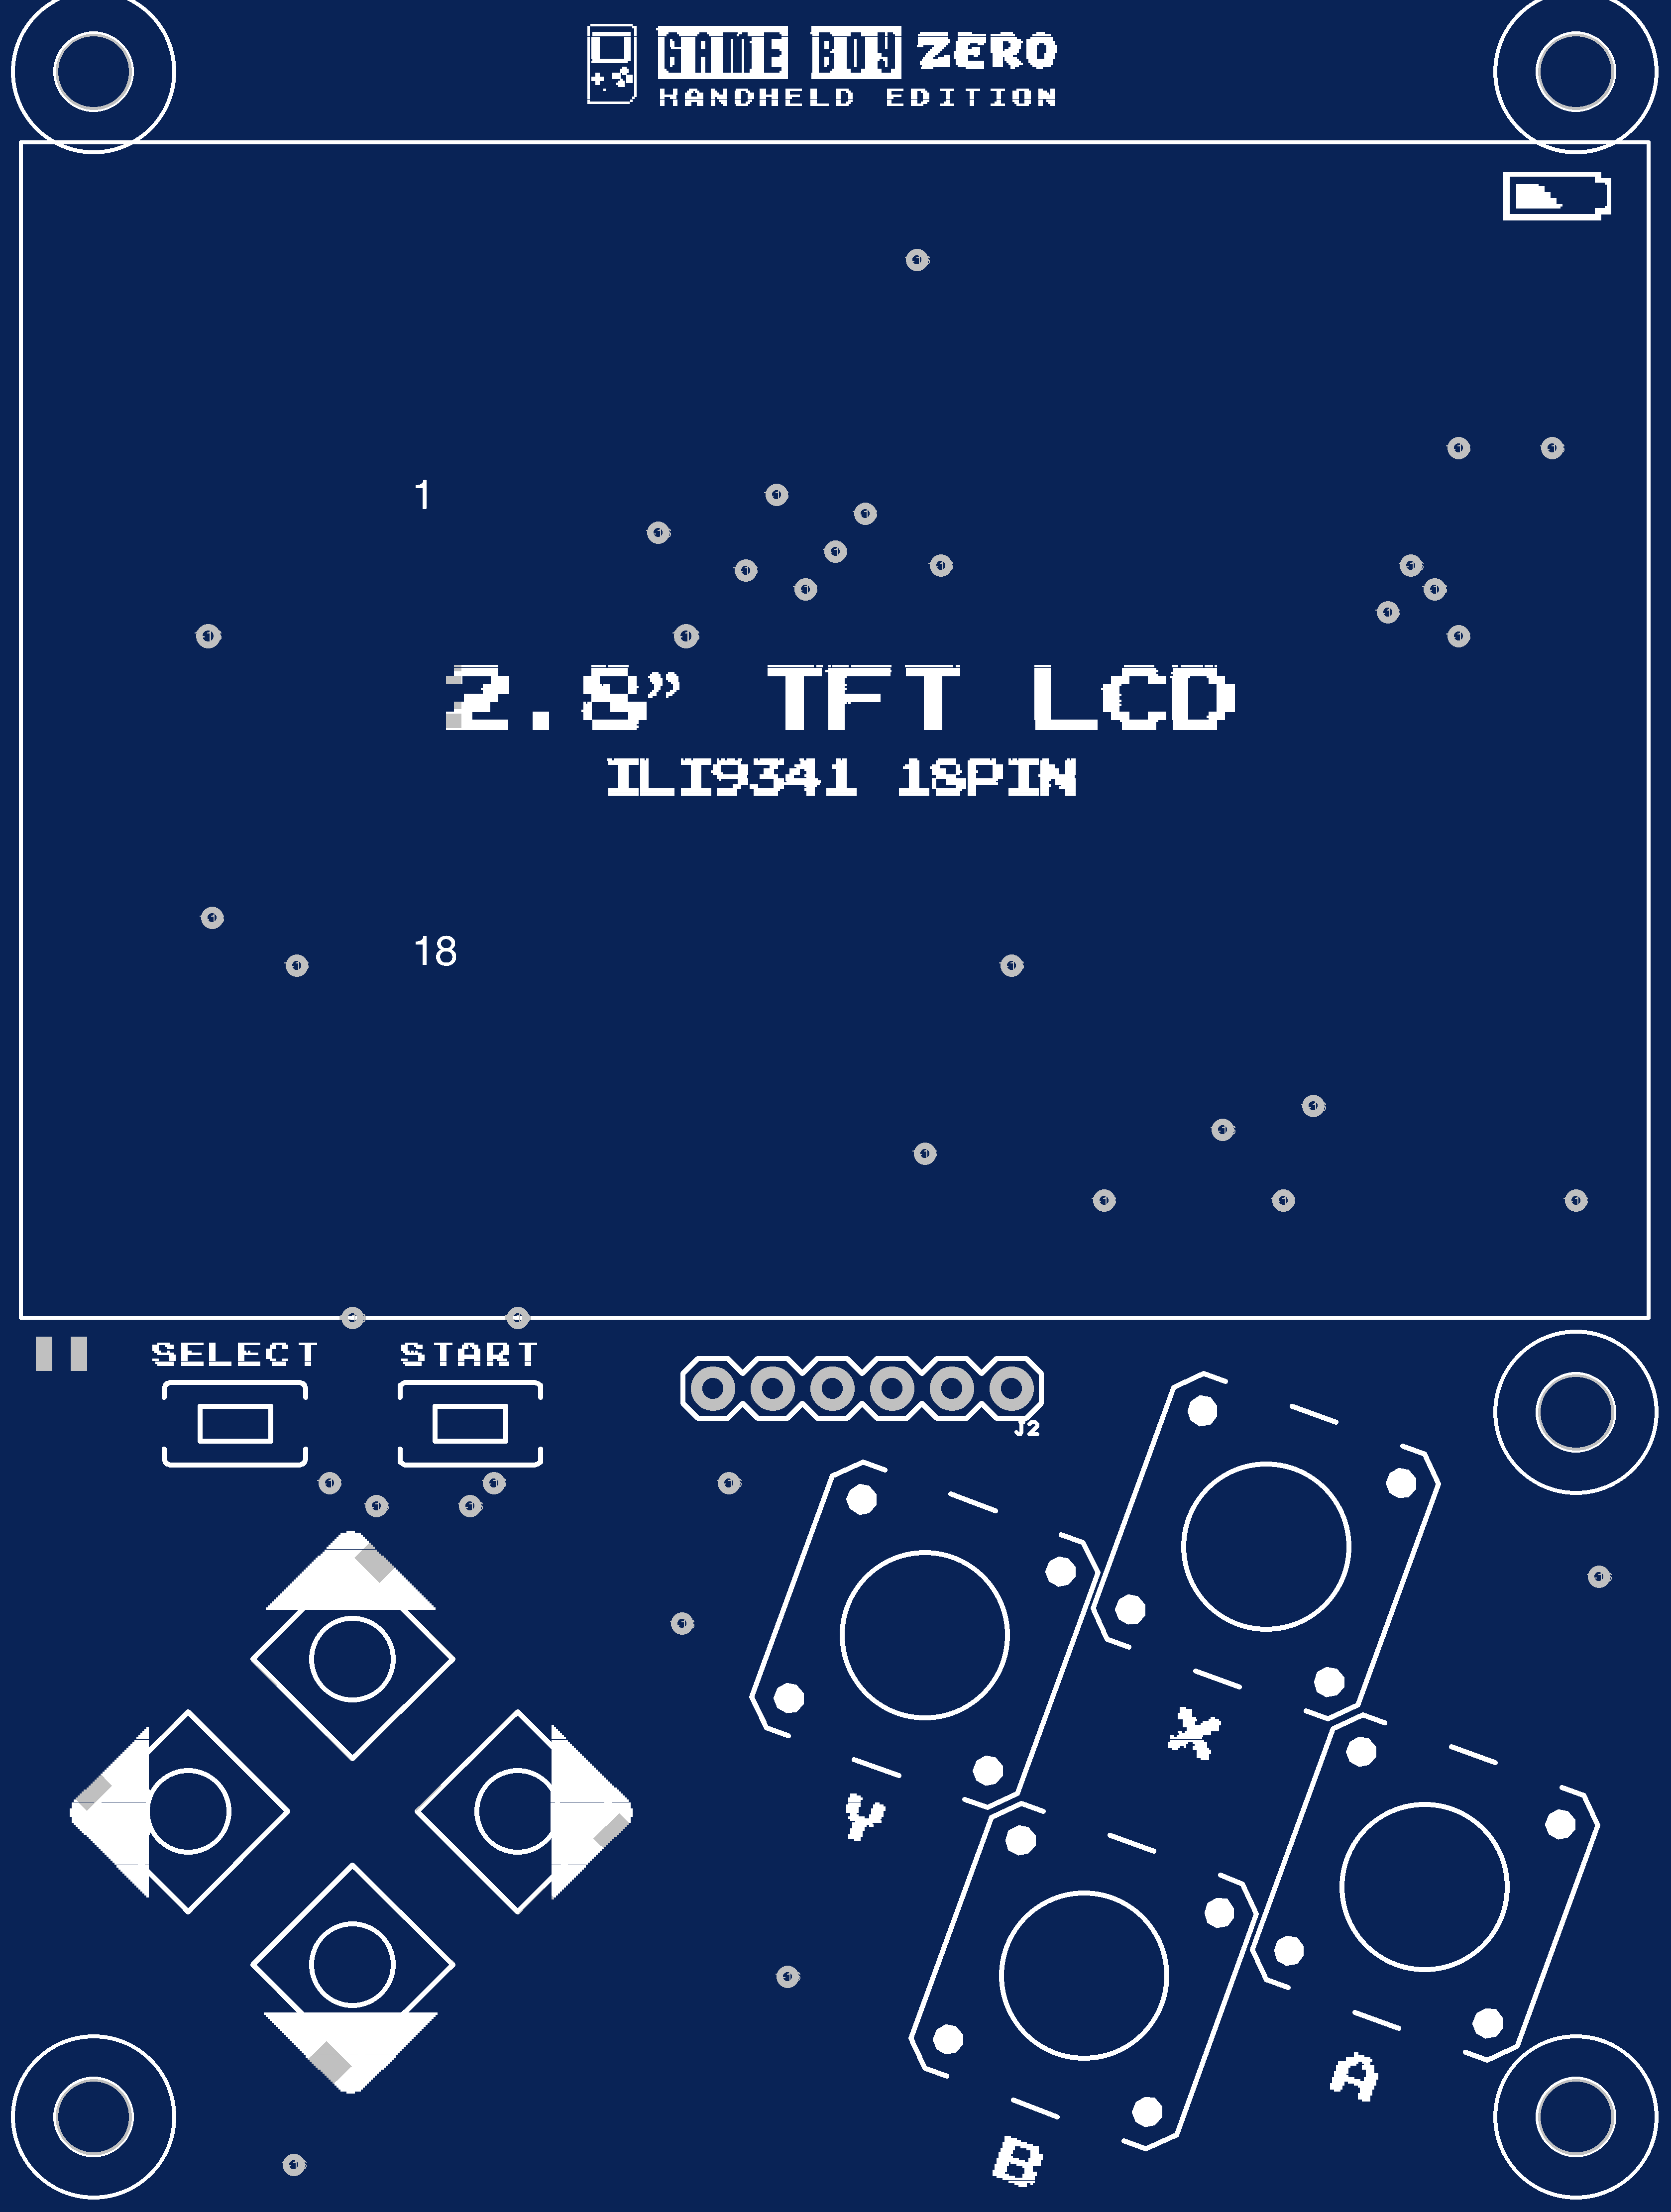 GAME BOY ZERO
HANDHELD EDITION
1
2.8” TFT LCD
ILI9341 18PIN
18
SELECT START
J2
X
Y
A
B